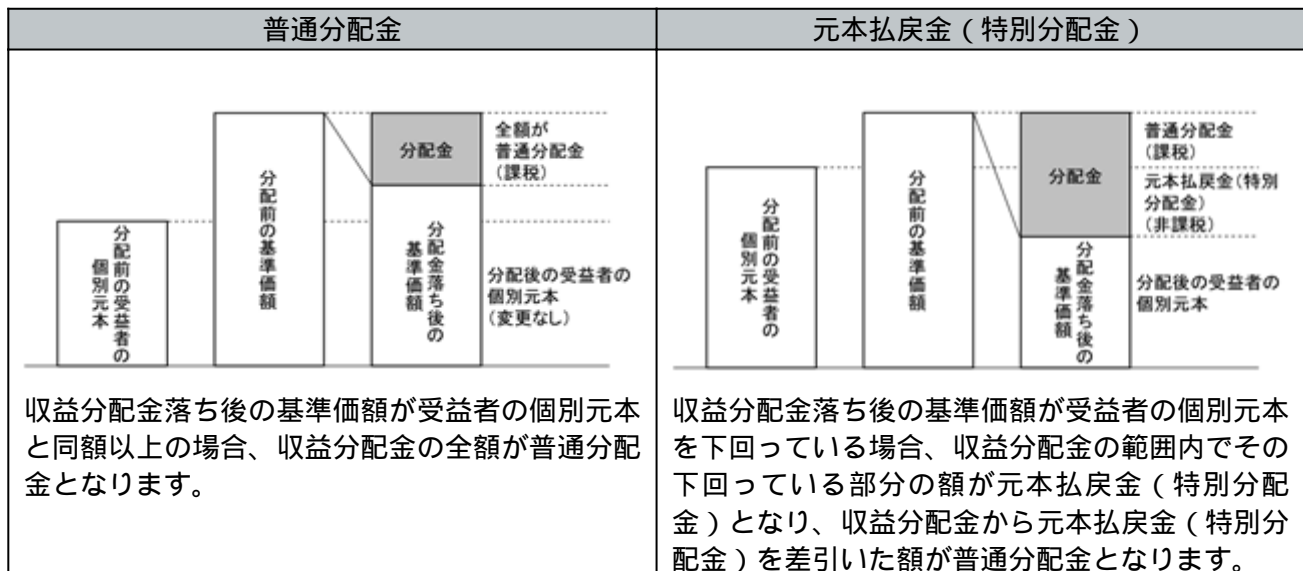 普通分配金
分配前の受益者の
個別元本
分配前の基準価額
分配金
分配金落ち後の
基準価額
全額が
普通分配金
(課税)
分配後の受益者の
個別元本
(変更なし)
収益分配金落ち後の基準価額が受益者の個別元本
と同額以上の場合、収益分配金の全額が普通分配
金となります。
元本払戻金(特別分配金)
分配前の受益者の
個別元本
分配前の基準価額
分配金
分配金落ち後の
基準価額
普通分配金
(課税)
元本払戻金(特別
分配金)
(非課税)
分配後の受益者の
個別元本
収益分配金落ち後の基準価額が受益者の個別元本
を下回っている場合、収益分配金の範囲内でその
下回っている部分の額が元本払戻金(特別分配
金)となり、収益分配金から元本払戻金(特別分
配金)を差引いた額が普通分配金となります。